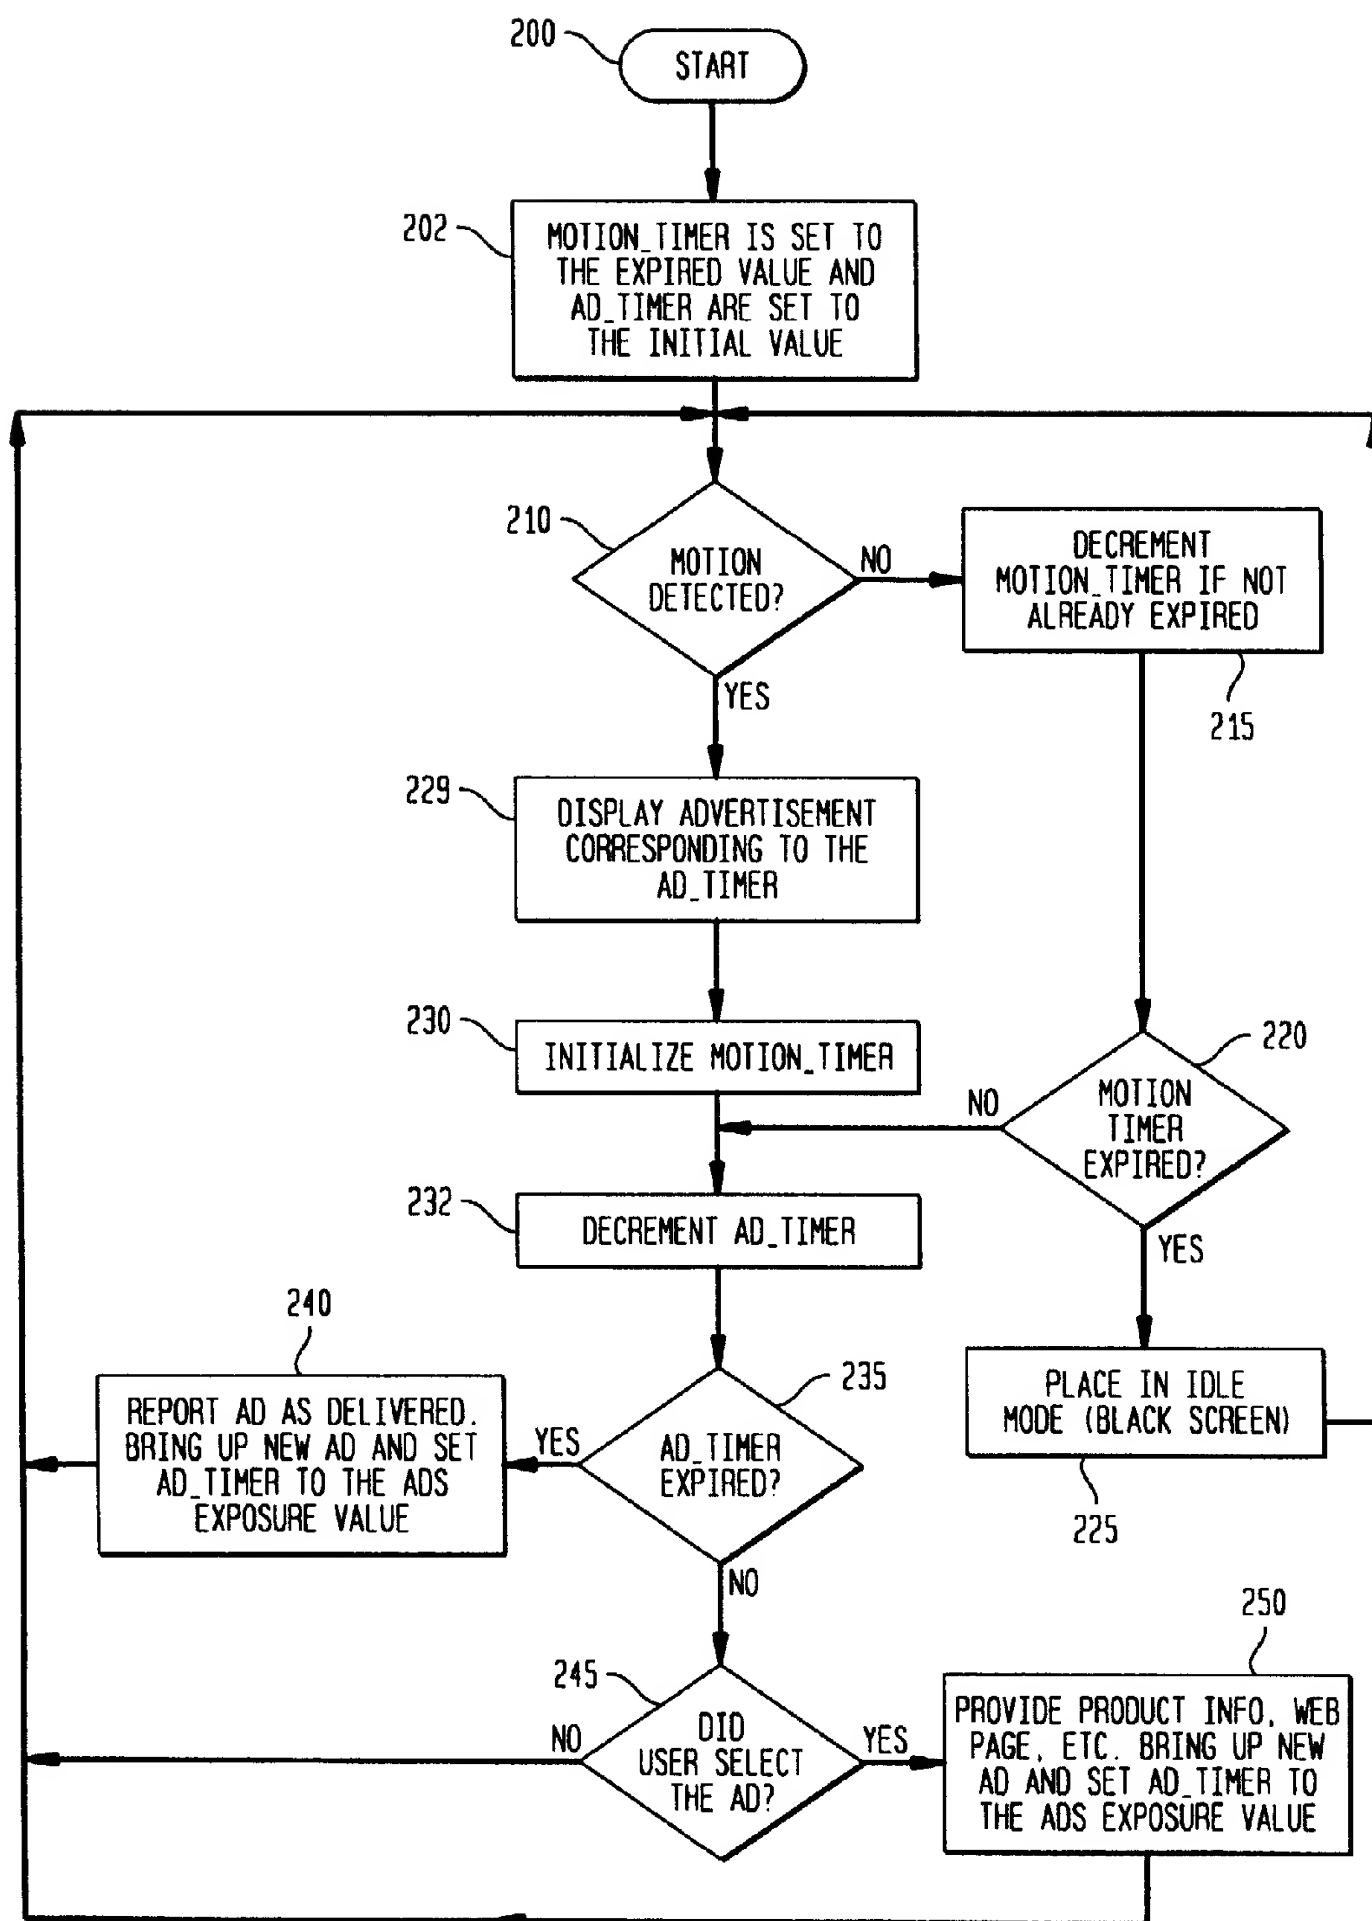 200
START
202
MOTION_TIMER IS SET TO
THE EXPIRED VALUE AND
AD_TIMER ARE SET TO
THE INITIAL VALUE
210
MOTION
DETECTED?
NO
DECREMENT
MOTION_TIMER IF NOT
ALREADY EXPIRED
215
YES
229
DISPLAY ADVERTISEMENT
CORRESPONDING TO THE
AD_TIMER
230
INITIALIZE MOTION_TIMER
220
MOTION
TIMER
EXPIRED?
NO
YES
232
DECREMENT AD_TIMER
240
REPORT AD AS DELIVERED.
BRING UP NEW AD AND SET
AD_TIMER TO THE ADS
EXPOSURE VALUE
YES
235
AD_TIMER
EXPIRED?
NO
PLACE IN IDLE
MODE (BLACK SCREEN)
225
245
DID
USER SELECT
THE AD?
NO
YES
250
PROVIDE PRODUCT INFO, WEB
PAGE, ETC. BRING UP NEW
AD AND SET AD_TIMER TO
THE ADS EXPOSURE VALUE